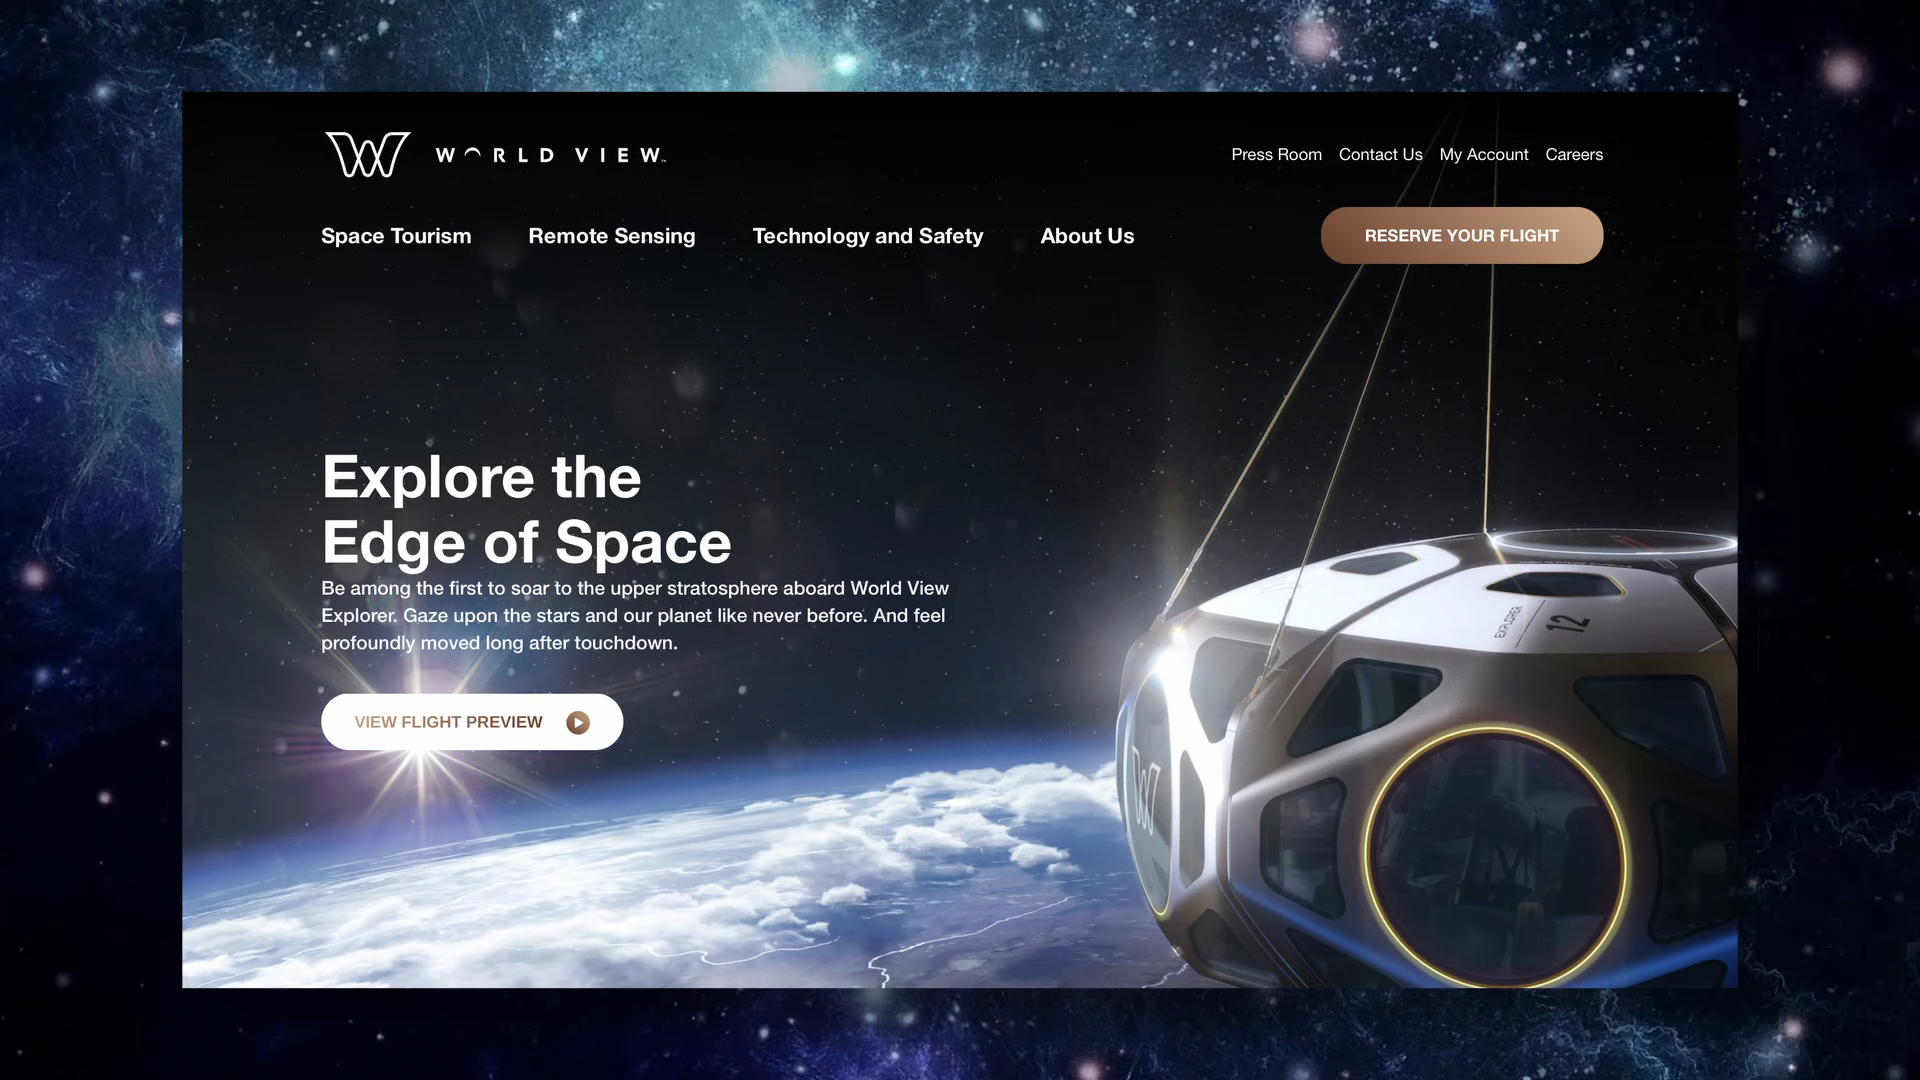 WORLD VIEW™
Press Room Contact Us My Account Careers
Space Tourism Remote Sensing Technology and Safety About Us
RESERVE YOUR FLIGHT
Explore the
Edge of Space
Be among the first to soar to the upper stratosphere aboard World View
Explorer. Gaze upon the stars and our planet like never before. And feel
profoundly moved long after touchdown.
VIEW FLIGHT PREVIEW
EXPLORER
12